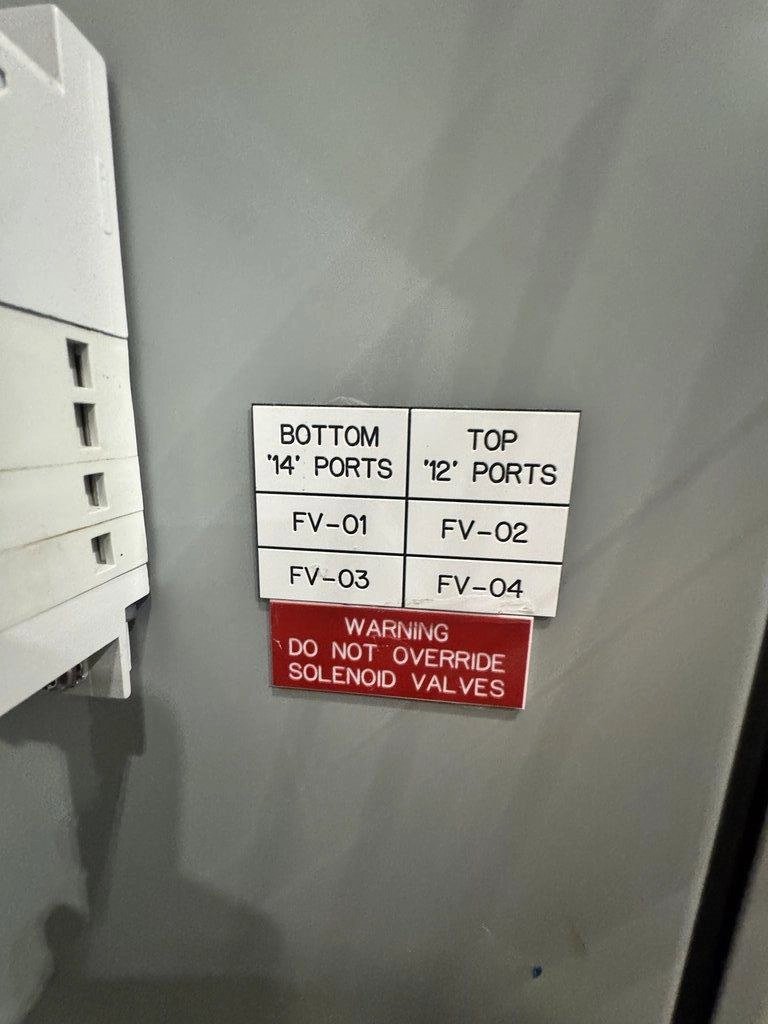 BOTTOM
'14' PORTS
TOP
'12' PORTS
FV-01
FV-02
FV-03
FV-04
WARNING
DO NOT OVERRIDE
SOLENOID VALVES